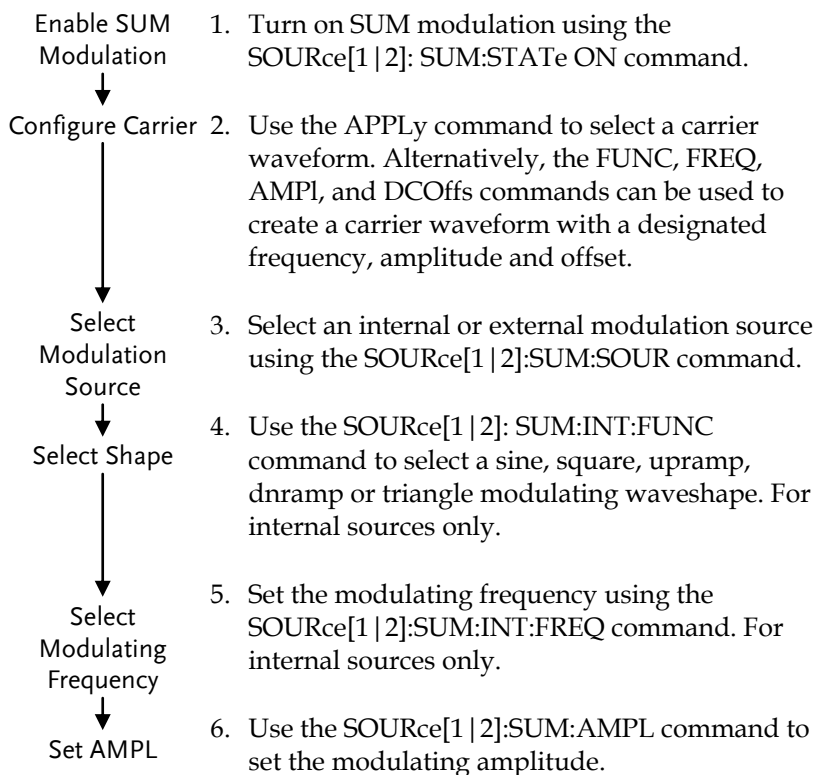 Enable SUM
Modulation
1. Turn on SUM modulation using the
SOURce[1|2]: SUM:STATe ON command.
Configure Carrier
2. Use the APPLy command to select a carrier
waveform. Alternatively, the FUNC, FREQ,
AMPl, and DCOffs commands can be used to
create a carrier waveform with a designated
frequency, amplitude and offset.
Select
Modulation
Source
3. Select an internal or external modulation source
using the SOURce[1|2]:SUM:SOUR command.
Select Shape
4. Use the SOURce[1|2]: SUM:INT:FUNC
command to select a sine, square, upramp,
dnramp or triangle modulating waveshape. For
internal sources only.
Select
Modulating
Frequency
5. Set the modulating frequency using the
SOURce[1|2]:SUM:INT:FREQ command. For
internal sources only.
Set AMPL
6. Use the SOURce[1|2]:SUM:AMPL command to
set the modulating amplitude.